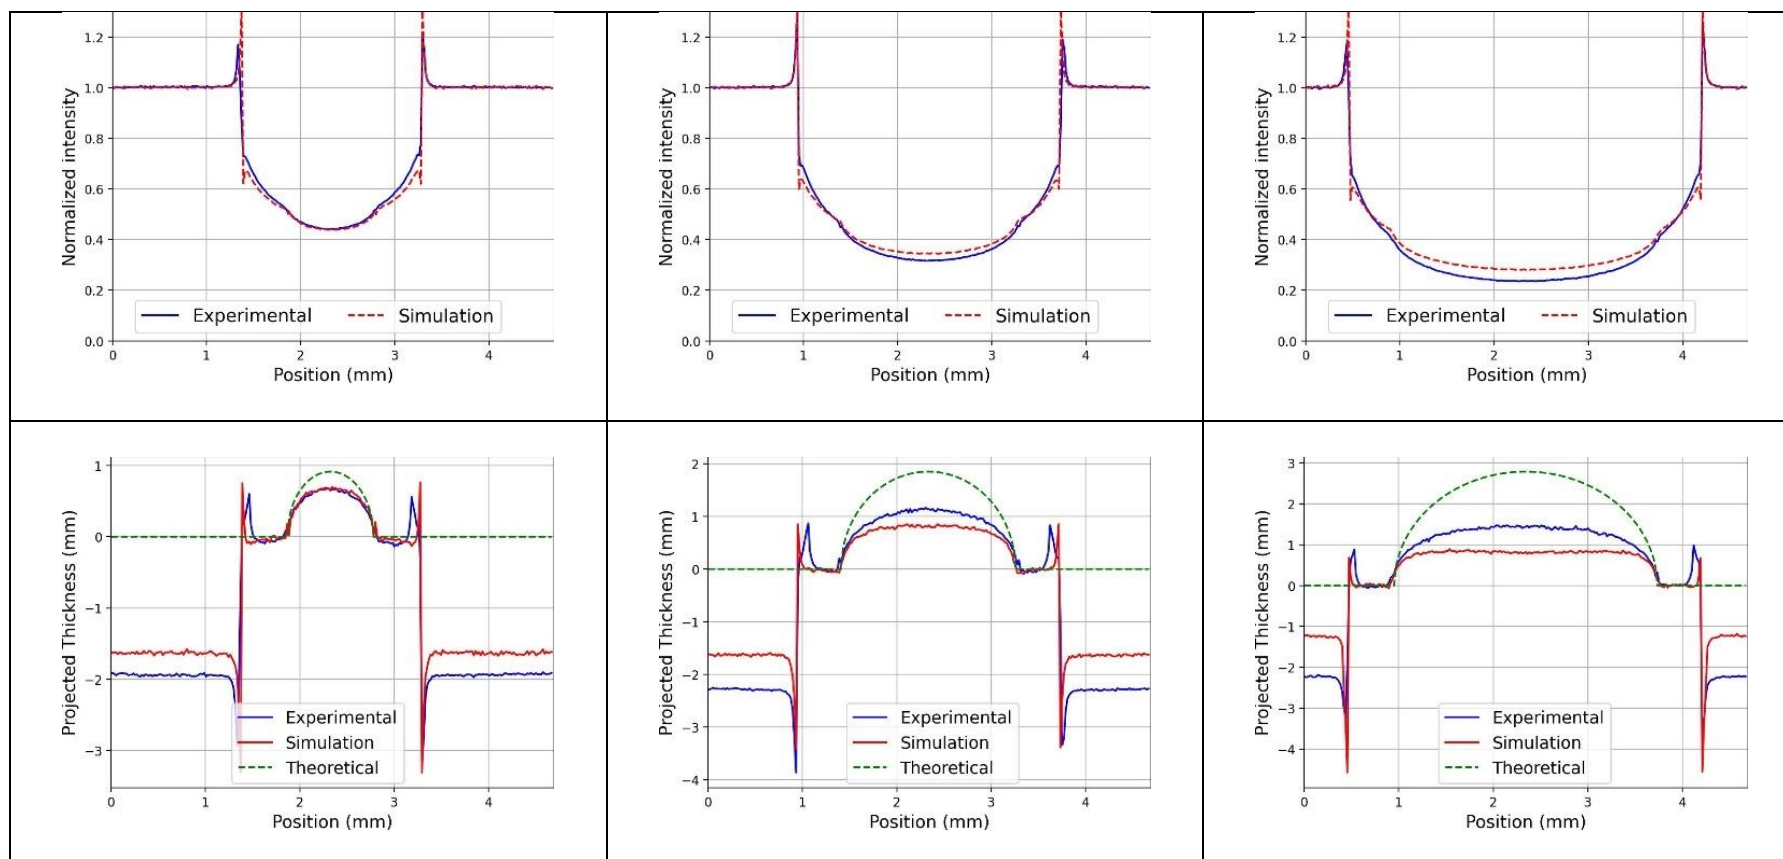 1.2
1.0
0.8
0.6
0.4
0.2
0.0
Normalized intensity
Experimental Simulation
0 1 2 3 4
Position (mm)
1.2
1.0
0.8
0.6
0.4
0.2
0.0
Normalized intensity
Experimental Simulation
0 1 2 3 4
Position (mm)
1.2
1.0
0.8
0.6
0.4
0.2
0.0
Normalized intensity
Experimental Simulation
0 1 2 3 4
Position (mm)
1
0
−1
−2
−3
Projected Thickness (mm)
Experimental
Simulation
Theoretical
0 1 2 3 4
Position (mm)
2
1
0
−1
−2
−3
−4
Projected Thickness (mm)
Experimental
Simulation
Theoretical
0 1 2 3 4
Position (mm)
3
2
1
0
−1
−2
−3
−4
Projected Thickness (mm)
Experimental
Simulation
Theoretical
0 1 2 3 4
Position (mm)